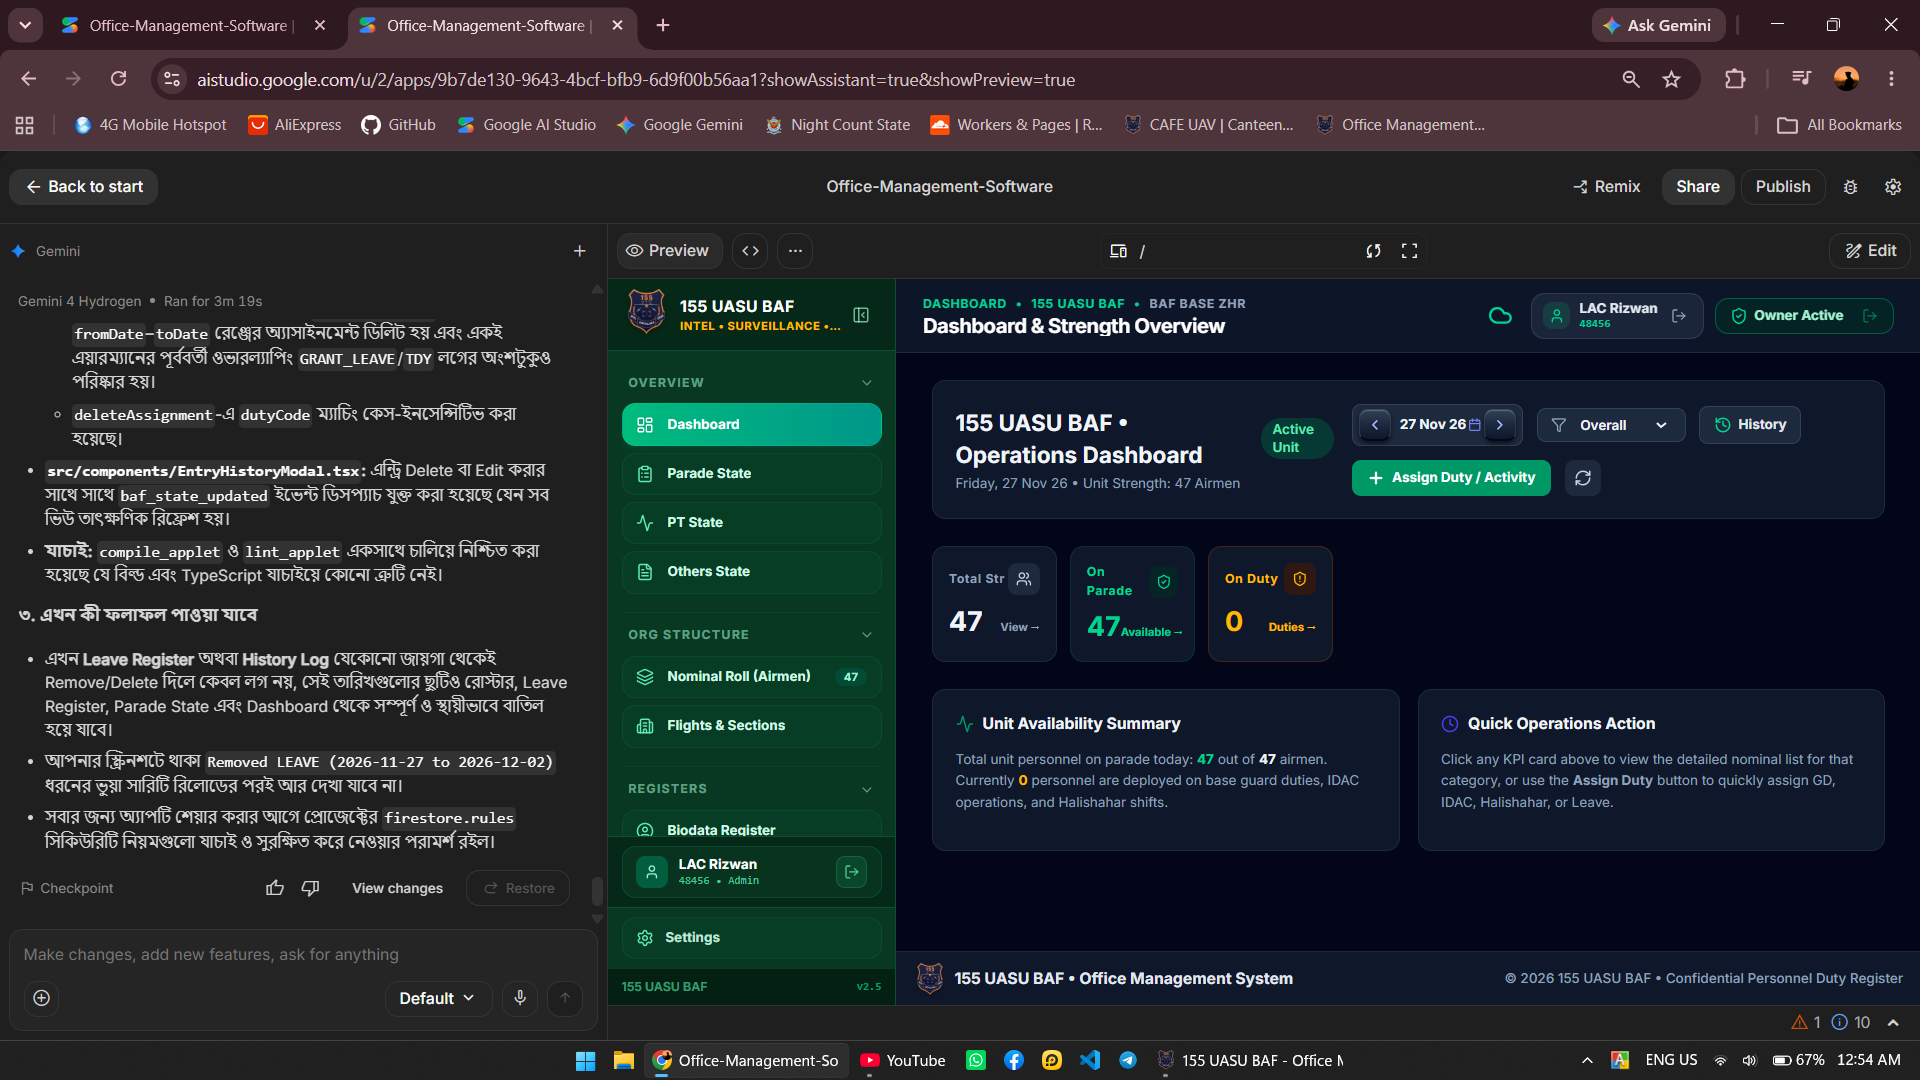 Office-Management-Software |
Office-Management-Software |
Ask Gemini
aistudio.google.com/u/2/apps/9b7de130-9643-4bcf-bfb9-6d9f00b56aa1?showAssistant=true&showPreview=true
4G Mobile Hotspot
AliExpress
GitHub
Google AI Studio
Google Gemini
Night Count State
Workers & Pages | R...
CAFE UAV | Canteen...
Office Management...
All Bookmarks
Back to start
Office-Management-Software
Remix
Share
Publish
Gemini
Preview
/
Edit
Gemini 4 Hydrogen • Ran for 3m 19s
fromDate–toDate রেঞ্জের অ্যাসাইনমেন্ট ডিলিট হয় এবং একই
এয়ারম্যানের পূর্ববর্তী ওভারল্যাপিং GRANT_LEAVE/TDY লগের অংশটুকুও
পরিষ্কার হয়।
deleteAssignment-এ dutyCode ম্যাচিং কেস-ইনসেন্সিটিভ করা
হয়েছে।
src/components/EntryHistoryModal.tsx: এন্ট্রি Delete বা Edit করার
সাথে সাথে baf_state_updated ইভেন্ট ডিসপ্যাচ যুক্ত করা হয়েছে যেন সব
ভিউ তাৎক্ষণিক রিফ্রেশ হয়।
যাচাই: compile_applet ও lint_applet একসাথে চালিয়ে নিশ্চিত করা
হয়েছে যে বিল্ড এবং TypeScript যাচাইয়ে কোনো ত্রুটি নেই।
৩. এখন কী ফলাফল পাওয়া যাবে
এখন Leave Register অথবা History Log যেকোনো জায়গা থেকেই
Remove/Delete দিলে কেবল লগ নয়, সেই তারিখগুলোর ছুটিও রোস্টার, Leave
Register, Parade State এবং Dashboard থেকে সম্পূর্ণ ও স্থায়ীভাবে বাতিল
হয়ে যাবে।
আপনার স্ক্রিনশটে থাকা Removed LEAVE (2026-11-27 to 2026-12-02)
ধরনের ভুয়া সারিটি রিলোডের পরই আর দেখা যাবে না।
সবার জন্য অ্যাপটি শেয়ার করার আগে প্রোজেক্টের firestore.rules
সিকিউরিটি নিয়মগুলো যাচাই ও সুরক্ষিত করে নেওয়ার পরামর্শ রইল।
Checkpoint
View changes
Restore
Make changes, add new features, ask for anything
Default
155
155 UASU BAF
INTEL • SURVEILLANCE •...
OVERVIEW
Dashboard
Parade State
PT State
Others State
ORG STRUCTURE
Nominal Roll (Airmen) 47
Flights & Sections
REGISTERS
Biodata Register
LAC Rizwan
48456 • Admin
Settings
155 UASU BAF v2.5
DASHBOARD • 155 UASU BAF • BAF BASE ZHR
Dashboard & Strength Overview
LAC Rizwan
48456
Owner Active
155 UASU BAF •
Operations Dashboard
Friday, 27 Nov 26 • Unit Strength: 47 Airmen
Active
Unit
27 Nov 26
Overall
History
Assign Duty / Activity
Total Str
47 View→
On
Parade
47 Available→
On Duty
0 Duties→
Unit Availability Summary
Total unit personnel on parade today: 47 out of 47 airmen.
Currently 0 personnel are deployed on base guard duties, IDAC
operations, and Halishahar shifts.
Quick Operations Action
Click any KPI card above to view the detailed nominal list for that
category, or use the Assign Duty button to quickly assign GD,
IDAC, Halishahar, or Leave.
155 UASU BAF • Office Management System
© 2026 155 UASU BAF • Confidential Personnel Duty Register
1 10
Office-Management-So
YouTube
155 UASU BAF - Office M
ENG US
67%
12:54 AM